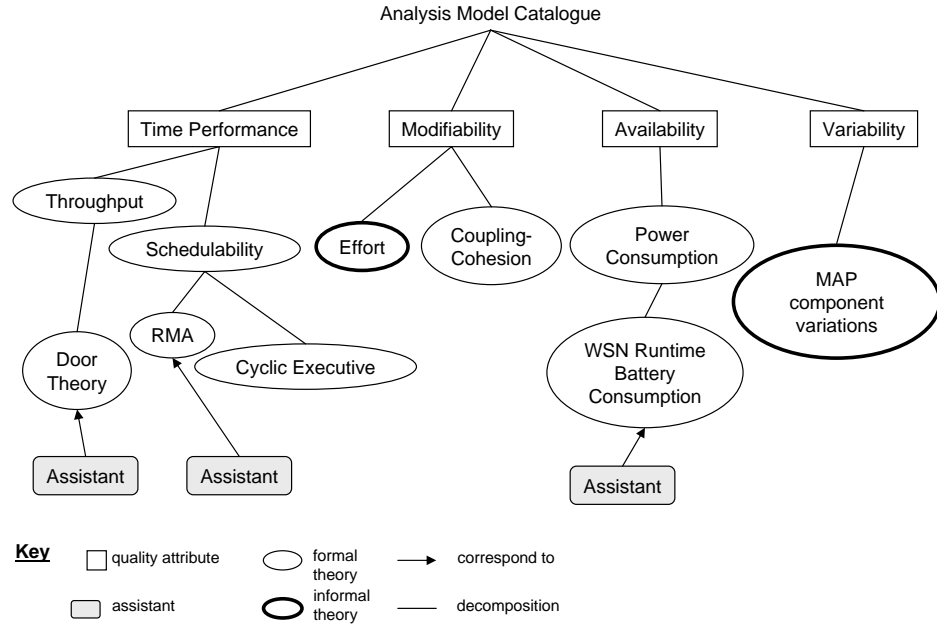 Analysis Model Catalogue
Time Performance
Modifiability
Availability
Variability
Throughput
Schedulability
Effort
Coupling-
Cohesion
Power
Consumption
MAP
component
variations
RMA
Door
Theory
Cyclic Executive
WSN Runtime
Battery
Consumption
Assistant
Assistant
Assistant
Key
quality attribute
formal
theory
correspond to
assistant
informal
theory
decomposition